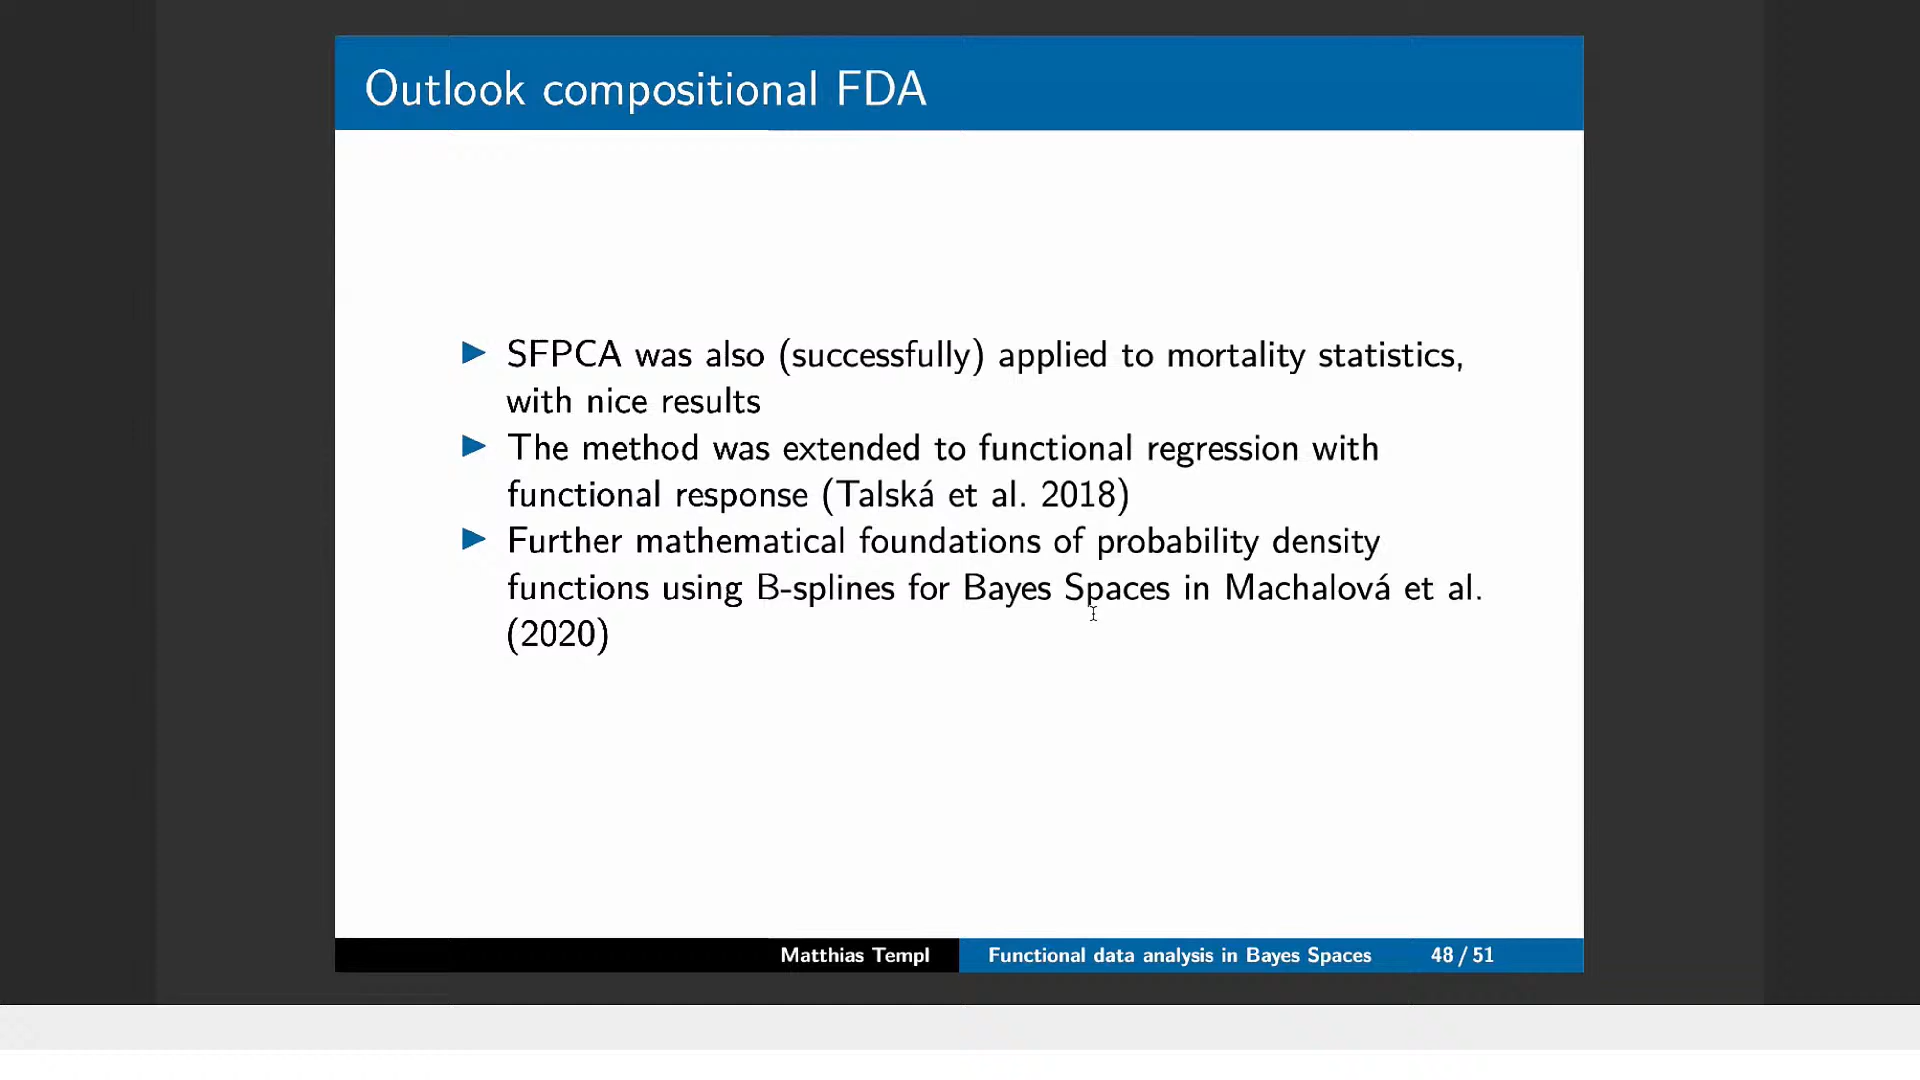 Outlook compositional FDA
SFPCA was also (successfully) applied to mortality statistics,
with nice results
The method was extended to functional regression with
functional response (Talská et al. 2018)
Further mathematical foundations of probability density
functions using B-splines for Bayes Spaces in Machalová et al.
(2020)
Matthias Templ Functional data analysis in Bayes Spaces 48 / 51